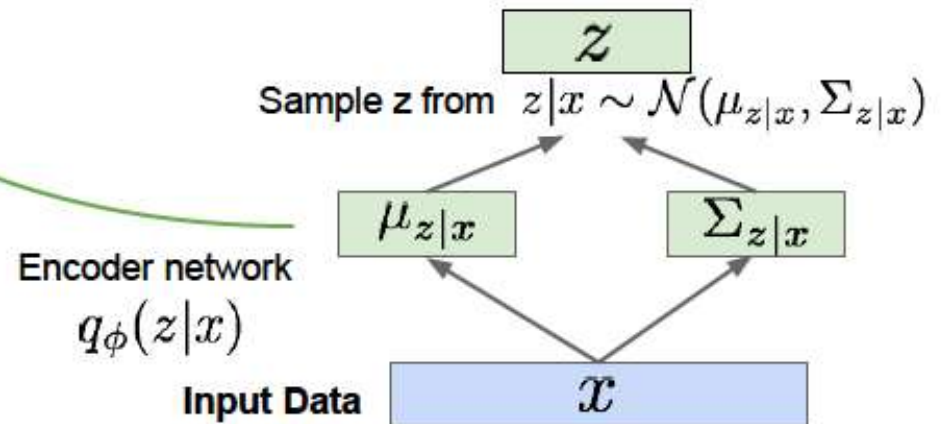 z
Sample z from z|x ∼ 𝒩(μ_{z|x}, Σ_{z|x})
μ_{z|x} Σ_{z|x}
Encoder network
q_ϕ(z|x)
Input Data x